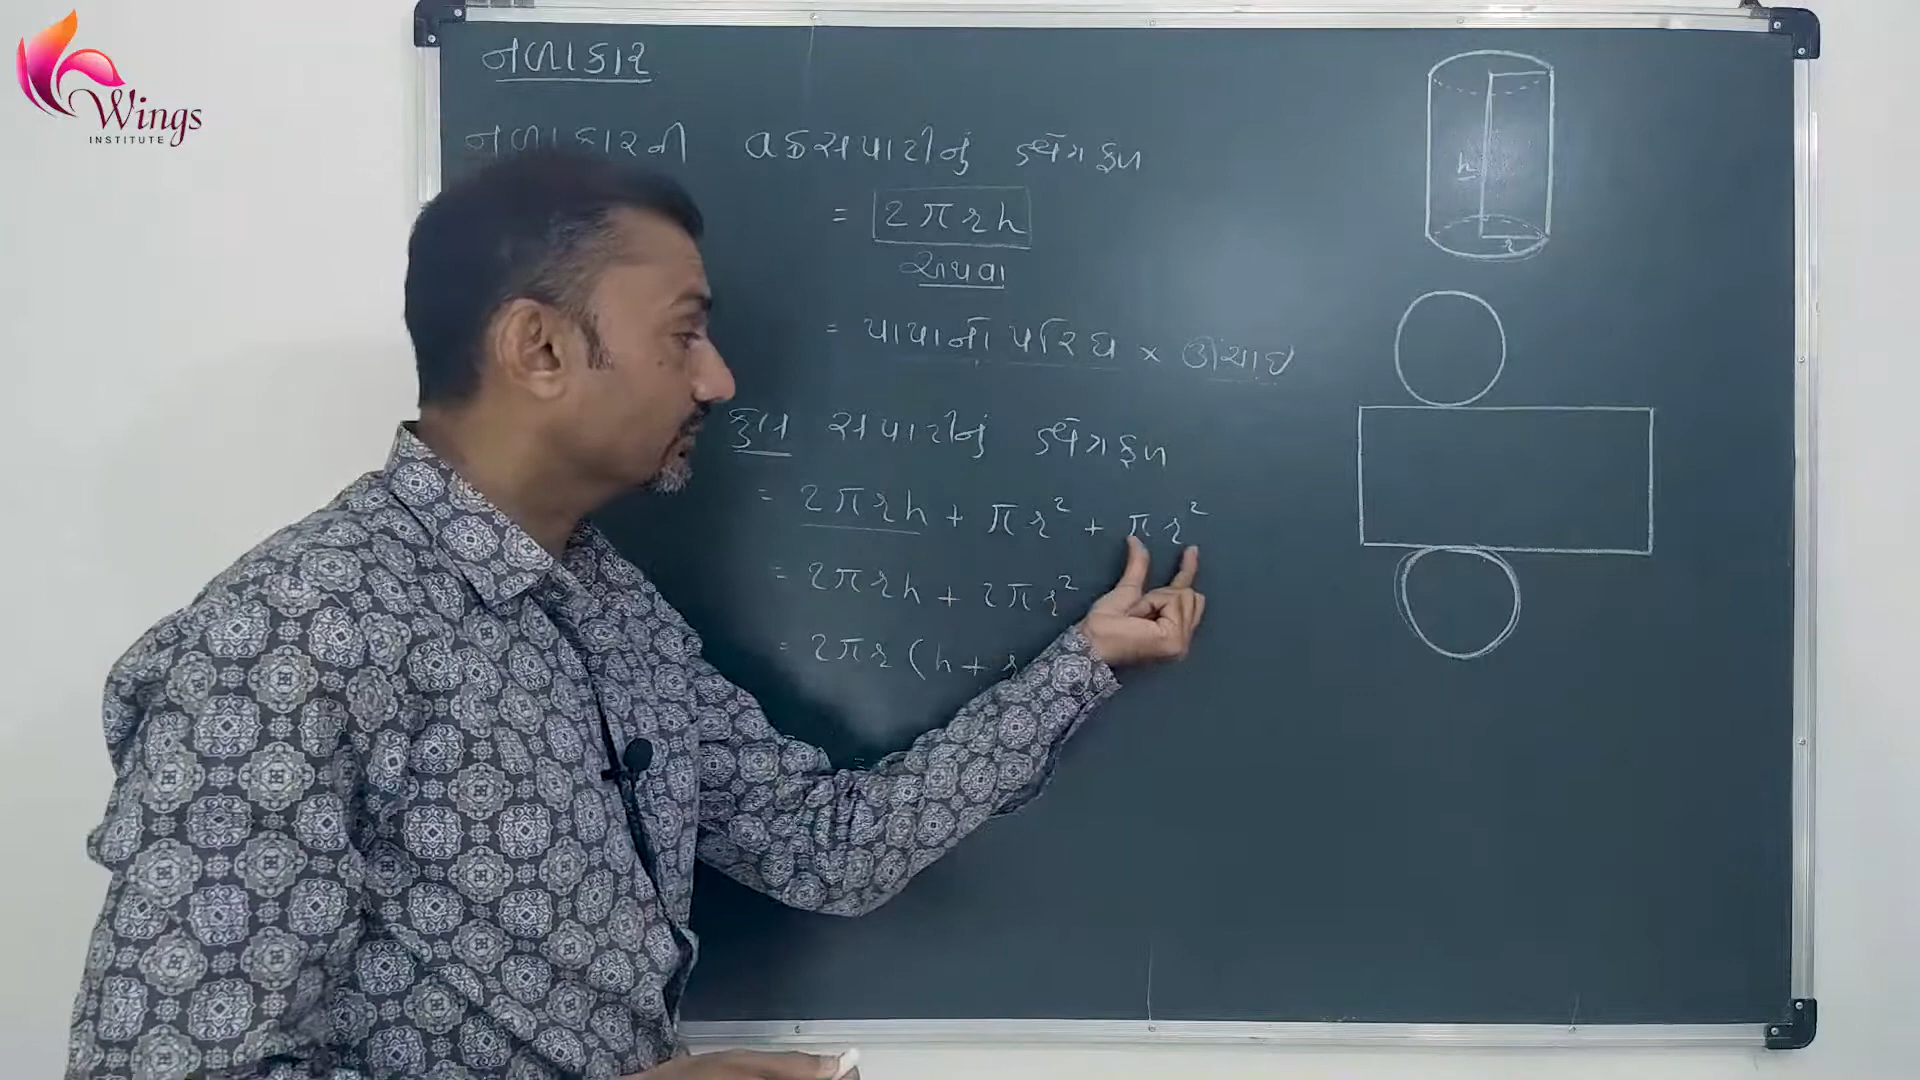 Wings
INSTITUTE
નળાકાર
નળાકારની વક્રસપાટીનું ક્ષેત્રફળ
= 2πrh
અથવા
= પાયાનો પરિઘ × ઊંચાઇ
કુલ સપાટીનું ક્ષેત્રફળ
= 2πrh + πr² + πr²
= 2πrh + 2πr²
= 2πr (h + r
h
r